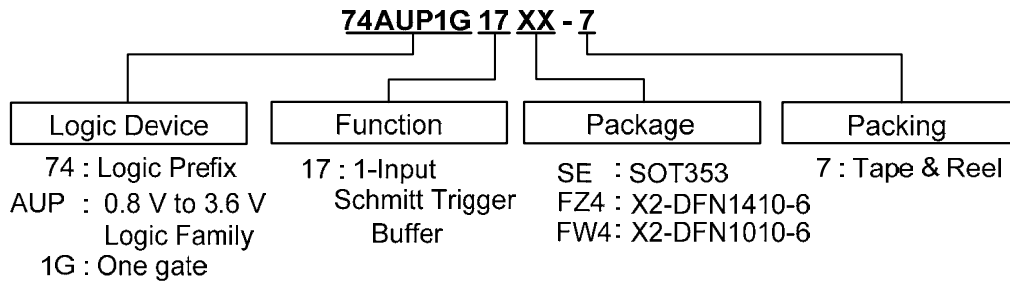 74AUP1G 17 XX - 7
Logic Device
74 : Logic Prefix
AUP : 0.8 V to 3.6 V
Logic Family
1G : One gate
Function
17 : 1-Input
Schmitt Trigger
Buffer
Package
SE : SOT353
FZ4 : X2-DFN1410-6
FW4 : X2-DFN1010-6
Packing
7 : Tape & Reel